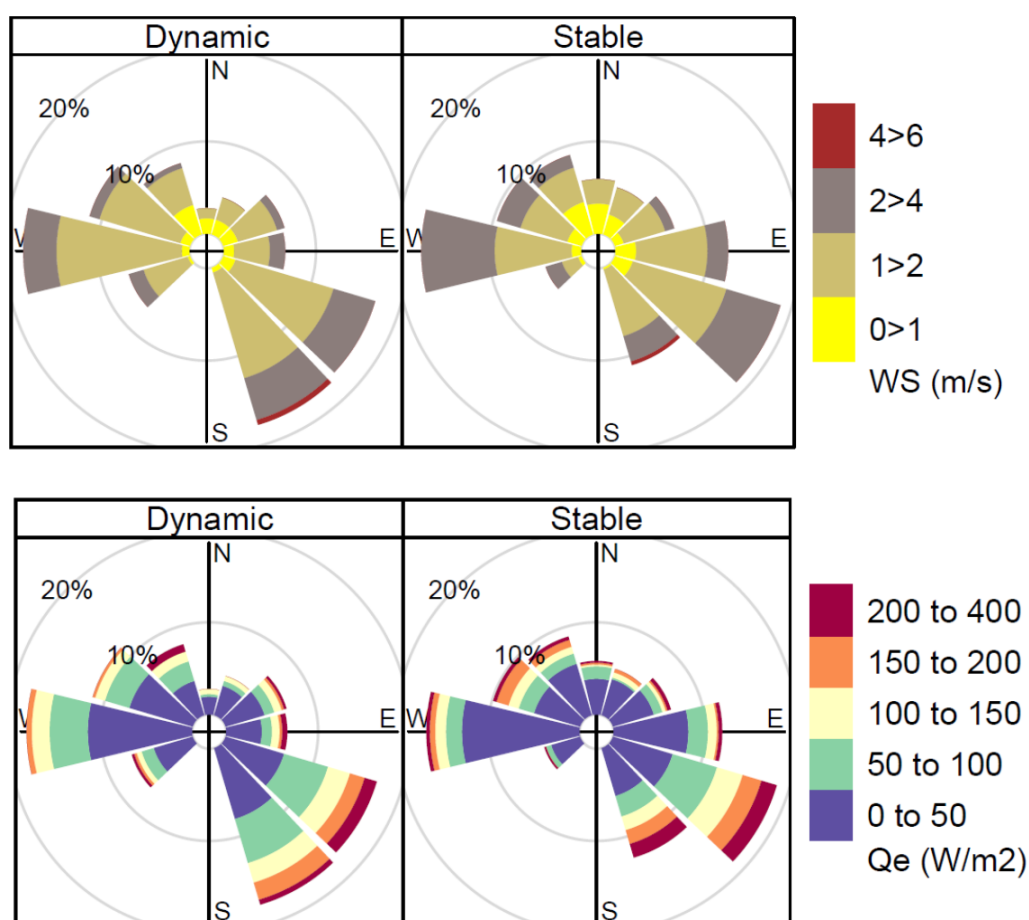 Dynamic
Stable
N
N
20%
20%
10%
10%
W
E
W
E
S
S
4>6
2>4
1>2
0>1
WS (m/s)
Dynamic
Stable
N
N
20%
20%
10%
10%
W
E
W
E
S
S
200 to 400
150 to 200
100 to 150
50 to 100
0 to 50
Qe (W/m2)